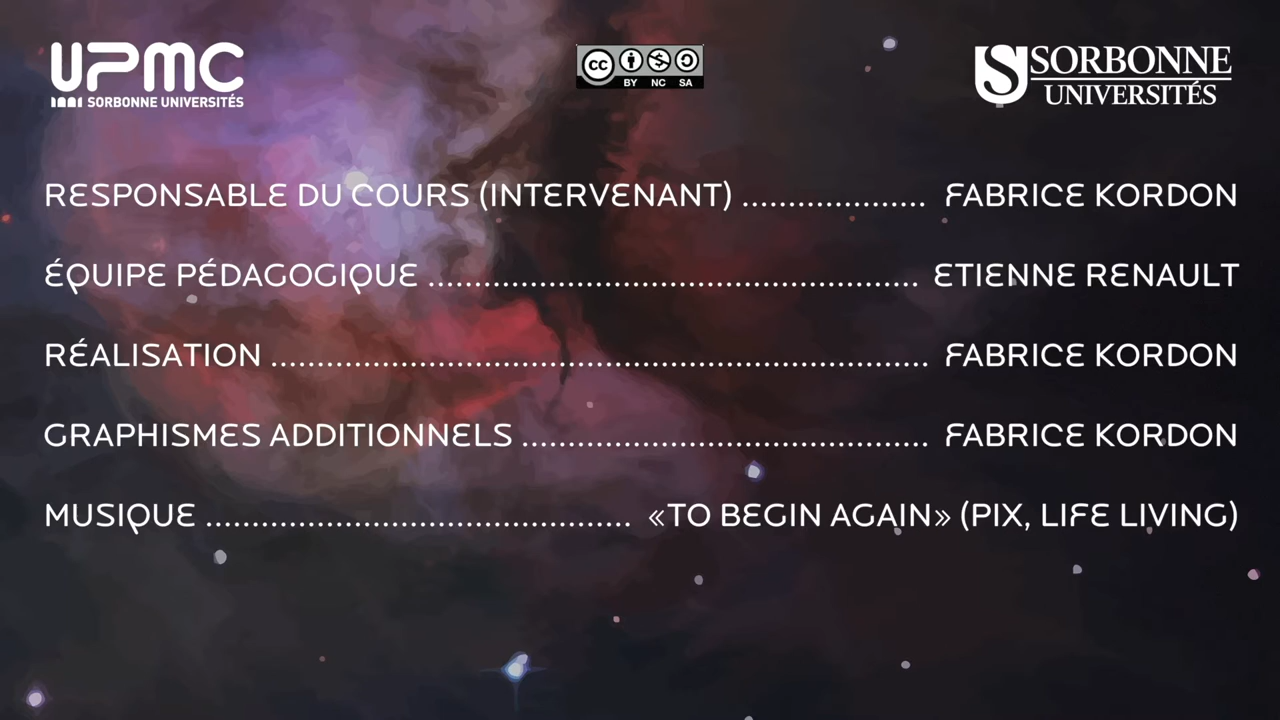 UPMC
SORBONNE UNIVERSITÉS
cc
BY NC SA
S SORBONNE
UNIVERSITÉS
RESPONSABLE DU COURS (INTERVENANT) .................... FABRICE KORDON
ÉQUIPE PÉDAGOGIQUE ..................................................... ETIENNE RENAULT
RÉALISATION ....................................................................... FABRICE KORDON
GRAPHISMES ADDITIONNELS ............................................ FABRICE KORDON
MUSIQUE .............................................. «TO BEGIN AGAIN» (PIX, LIFE LIVING)